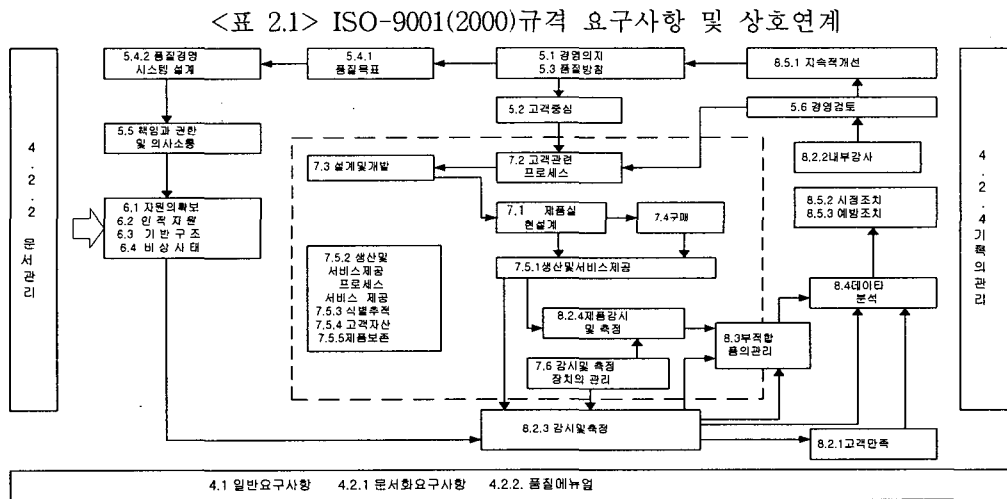 <표 2.1> ISO-9001(2000)규격 요구사항 및 상호연계
4.2.2 문서관리
5.4.2 품질경영
시스템 설계
5.4.1
품질목표
5.1 경영의지
5.3 품질방침
8.5.1 지속적개선
5.2 고객중심
5.6 경영검토
5.5 책임과 권한
및 의사소통
7.3 설계및개발
7.2 고객관련
프로세스
8.2.2내부감사
4.2.4기록의관리
6.1 자원의확보
6.2 인적자원
6.3 기반구조
6.4 비상사태
7.1 제품실
현설계
7.4구매
8.5.2 시정조치
8.5.3 예방조치
7.5.2 생산및
서비스제공
프로세스
서비스 제공
7.5.3 식별추적
7.5.4 고객자산
7.5.5제품보존
7.5.1생산및서비스제공
8.4데이타
분석
8.2.4제품감시
및 측정
8.3부적합
품의관리
7.6 감시및 측정
장치의 관리
8.2.3 감시및측정
8.2.1고객만족
4.1 일반요구사항 4.2.1 문서화요구사항 4.2.2. 품질메뉴얼